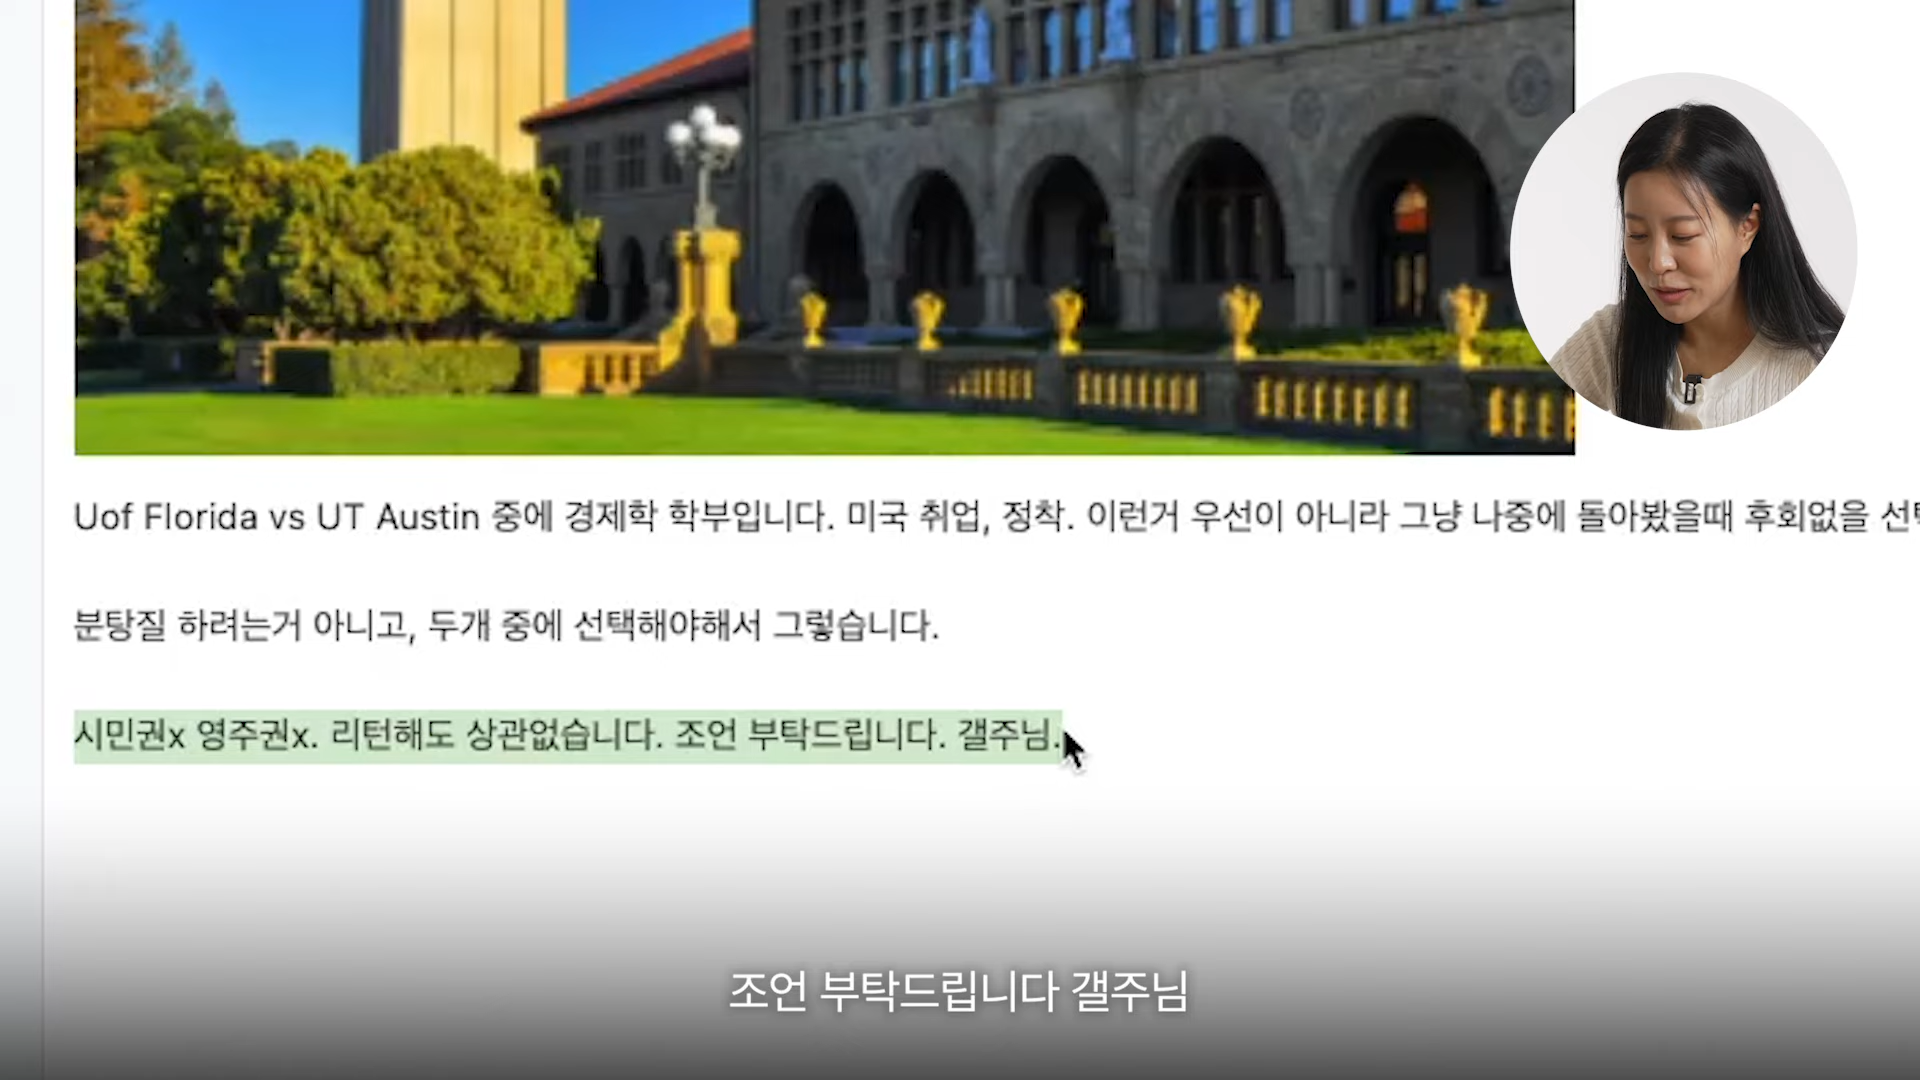 Uof Florida vs UT Austin 중에 경제학 학부입니다. 미국 취업, 정착. 이런거 우선이 아니라 그냥 나중에 돌아봤을때 후회없을
분탕질 하려는거 아니고, 두개 중에 선택해야해서 그렇습니다.
시민권x 영주권x. 리턴해도 상관없습니다. 조언 부탁드립니다. 갤주님.
조언 부탁드립니다 갤주님